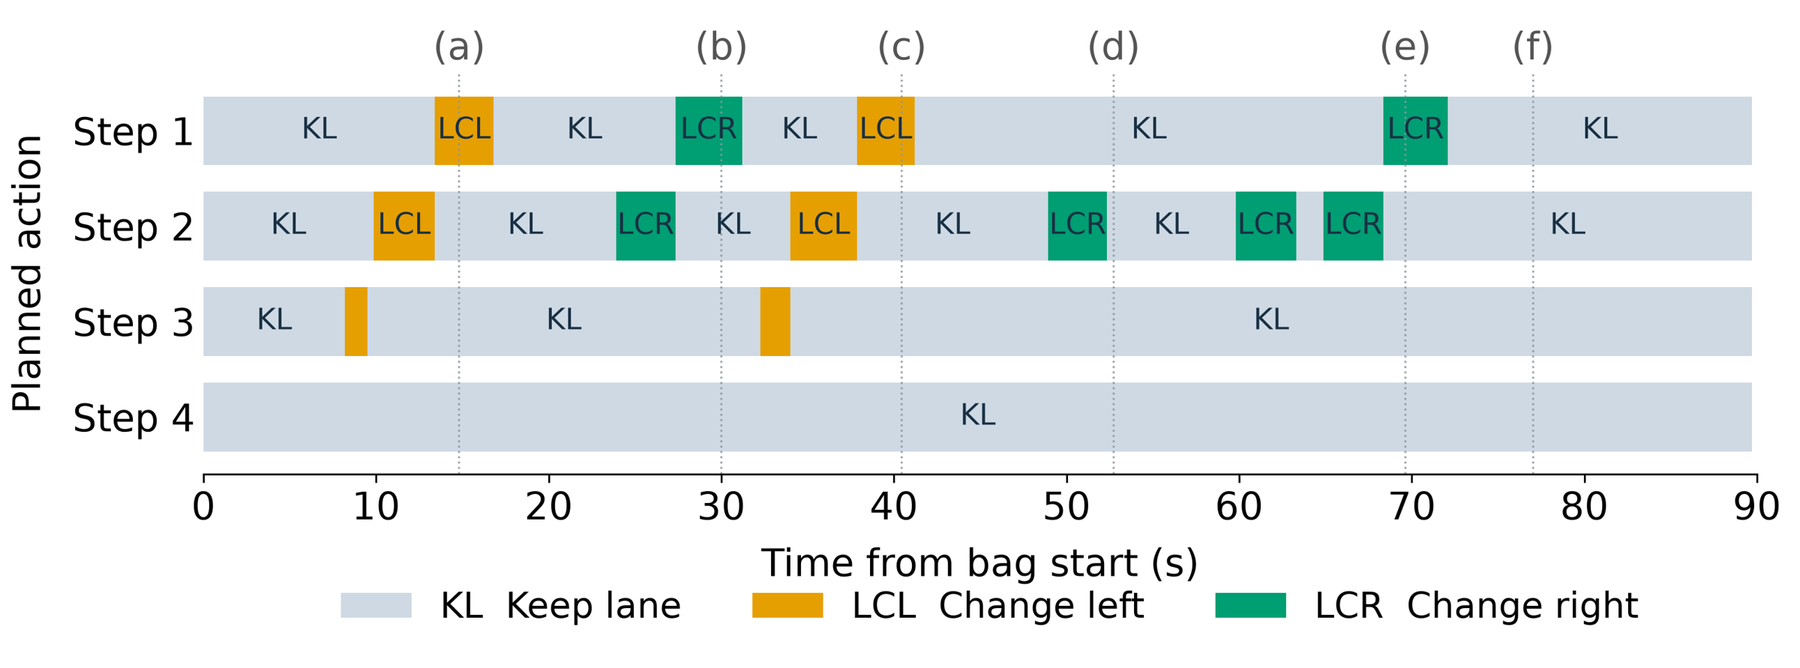 (a) (b) (c) (d) (e) (f)
Step 1 KL LCL KL LCR KL LCL KL LCR KL
Step 2 KL LCL KL LCR KL LCL KL LCR KL LCR LCR KL
Step 3 KL KL KL
Step 4 KL
Planned action
0 10 20 30 40 50 60 70 80 90
Time from bag start (s)
KL Keep lane LCL Change left LCR Change right